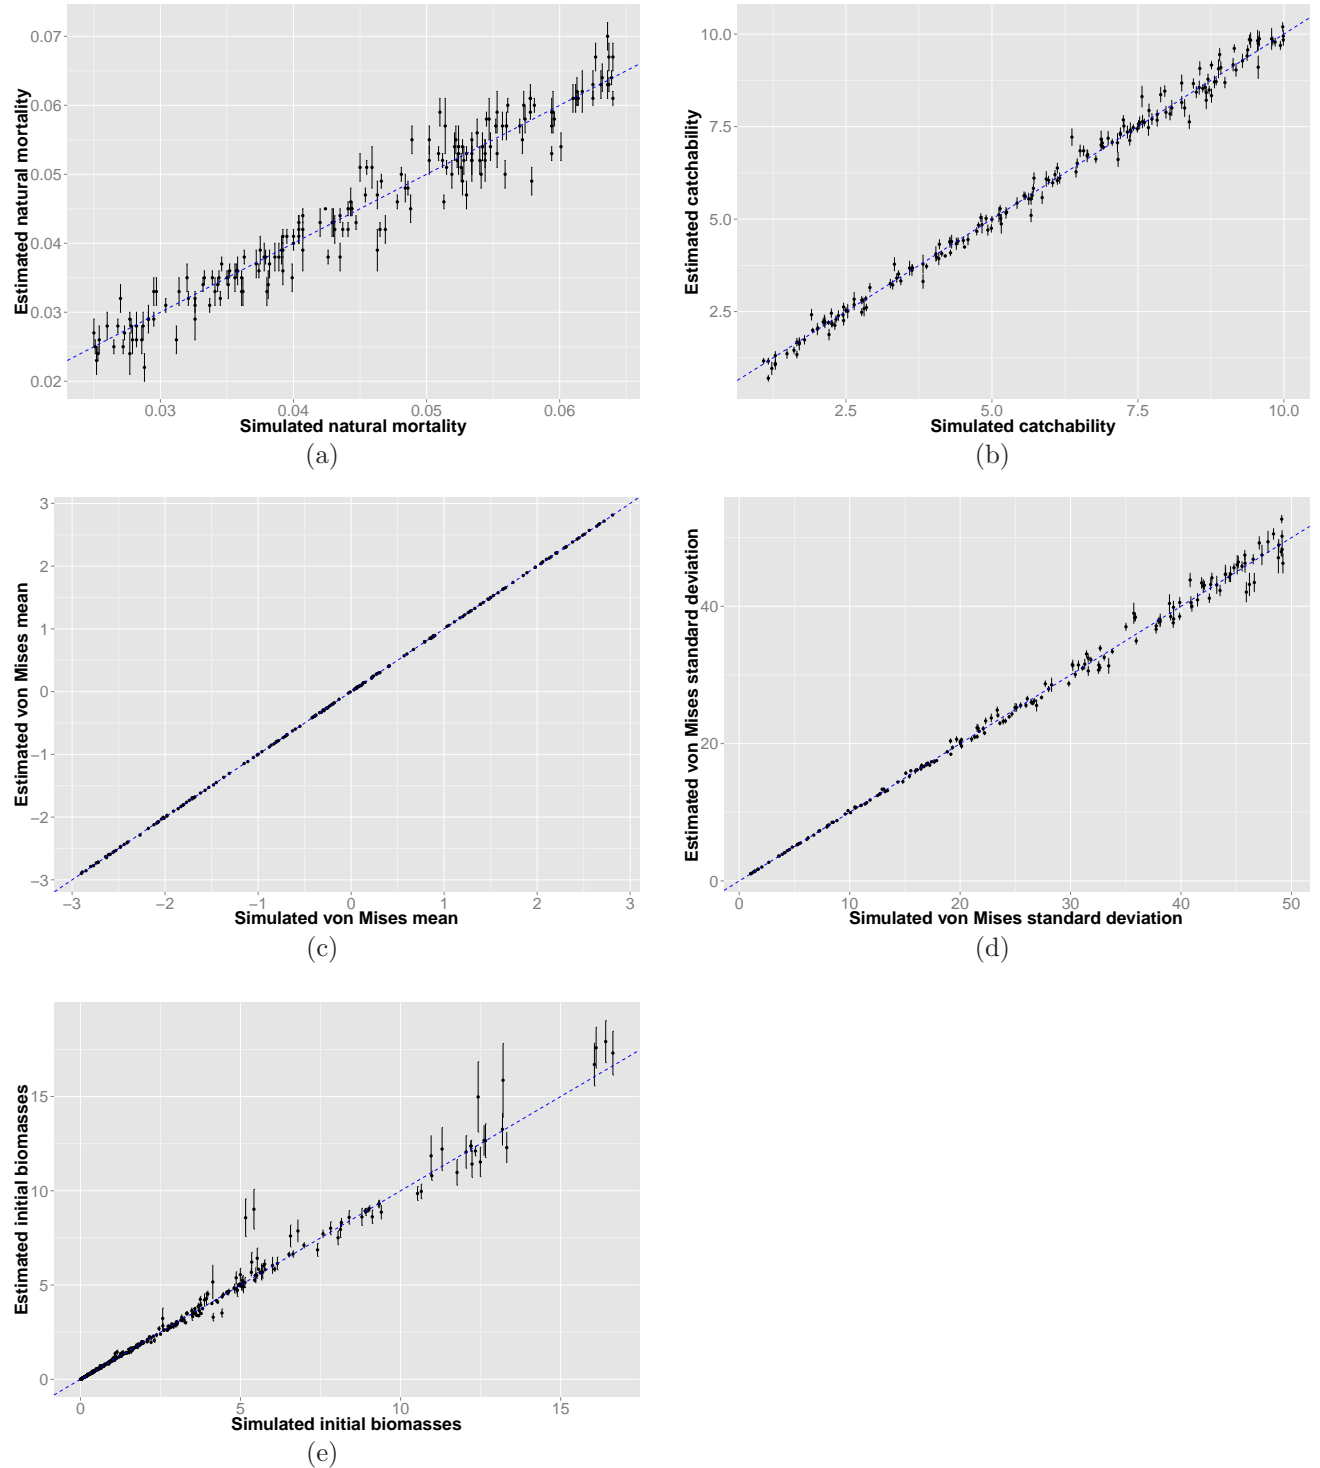 0.07
0.06
0.05
0.04
0.03
0.02
Estimated natural mortality
0.03 0.04 0.05 0.06
Simulated natural mortality
(a)
10.0
7.5
5.0
2.5
Estimated catchability
2.5 5.0 7.5 10.0
Simulated catchability
(b)
3
2
1
0
−1
−2
−3
Estimated von Mises mean
−3 −2 −1 0 1 2 3
Simulated von Mises mean
(c)
40
20
0
Estimated von Mises standard deviation
0 10 20 30 40 50
Simulated von Mises standard deviation
(d)
15
10
5
0
Estimated initial biomasses
0 5 10 15
Simulated initial biomasses
(e)